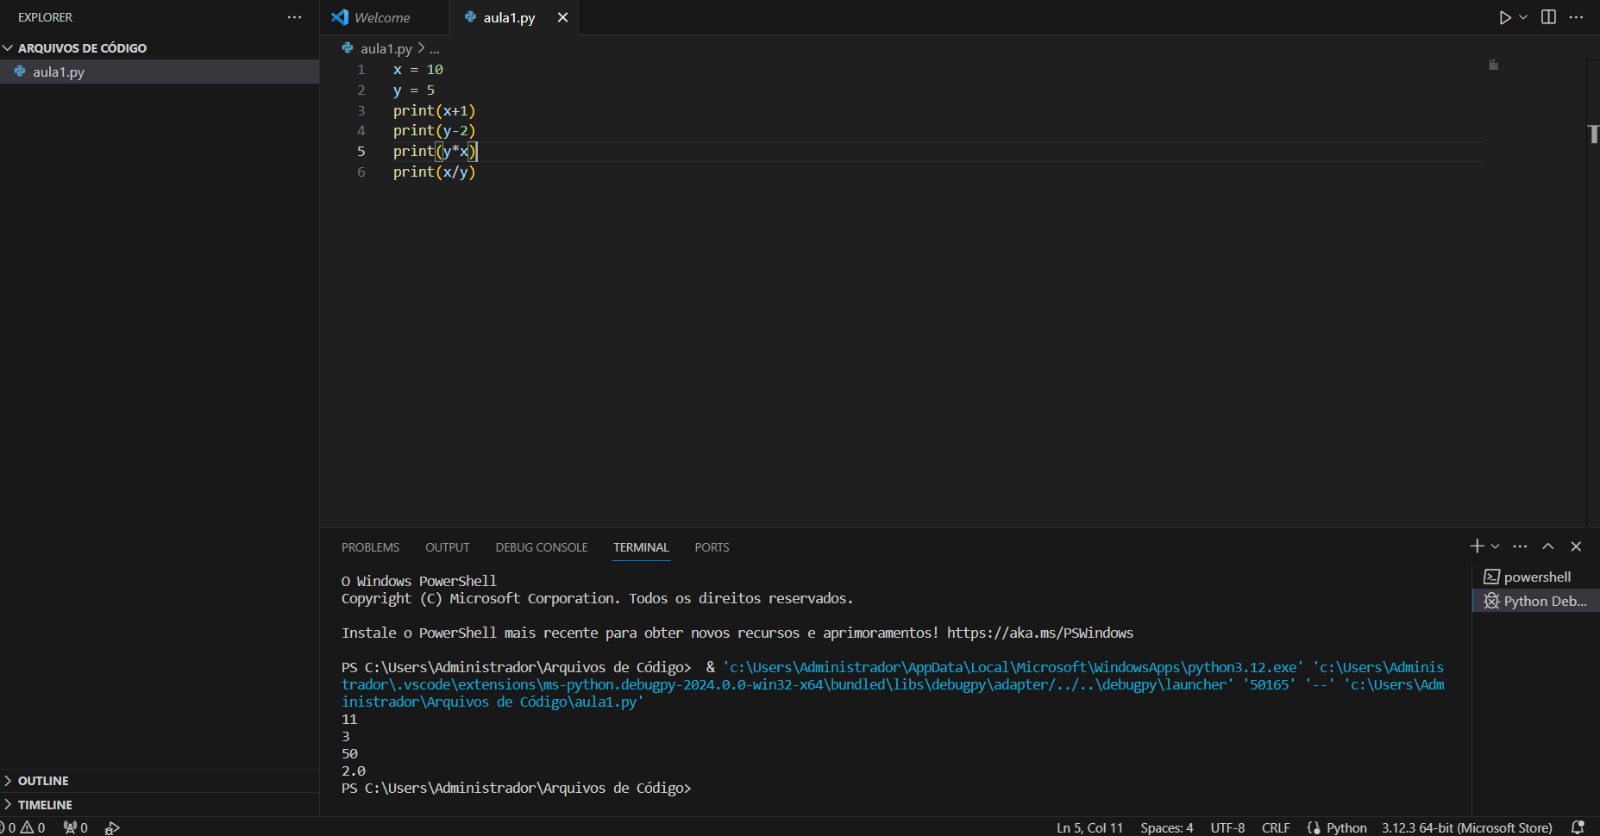 EXPLORER
ARQUIVOS DE CÓDIGO
aula1.py
Welcome
aula1.py
aula1.py > ...
1 x = 10
2 y = 5
3 print(x+1)
4 print(y-2)
5 print(y*x)
6 print(x/y)
PROBLEMS OUTPUT DEBUG CONSOLE TERMINAL PORTS
powershell
Python Deb...
O Windows PowerShell
Copyright (C) Microsoft Corporation. Todos os direitos reservados.
Instale o PowerShell mais recente para obter novos recursos e aprimoramentos! https://aka.ms/PSWindows
PS C:\Users\Administrador\Arquivos de Código>  & 'c:\Users\Administrador\AppData\Local\Microsoft\WindowsApps\python3.12.exe' 'c:\Users\Adminis
trador\.vscode\extensions\ms-python.debugpy-2024.0.0-win32-x64\bundled\libs\debugpy\adapter/../..\debugpy\launcher' '50165' '--' 'c:\Users\Adm
inistrador\Arquivos de Código\aula1.py'
11
3
50
2.0
PS C:\Users\Administrador\Arquivos de Código>
OUTLINE
TIMELINE
0 0 0
Ln 5, Col 11 Spaces: 4 UTF-8 CRLF Python 3.12.3 64-bit (Microsoft Store)